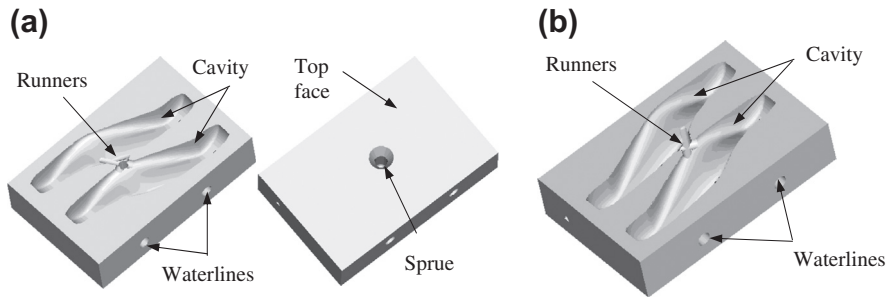 (a)
Runners
Cavity
Waterlines
Top
face
Sprue
(b)
Runners
Cavity
Waterlines